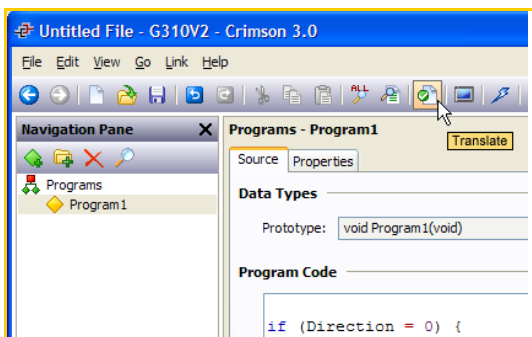 Untitled File - G310V2 - Crimson 3.0
File Edit View Go Link Help
ALL
Translate
Navigation Pane X
Programs
Program1
Programs - Program1
Source Properties
Data Types
Prototype: void Program1(void)
Program Code
if (Direction = 0) {